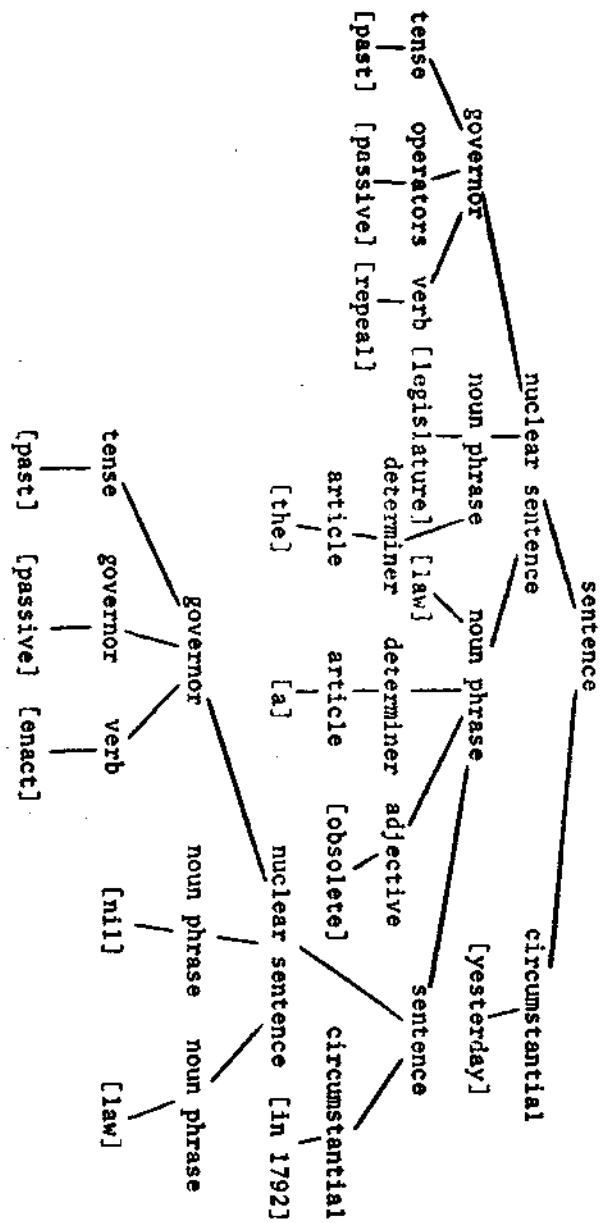 sentence
nuclear sentence circumstantial
governor noun phrase noun phrase [yesterday]
tense operators verb [legislature] [law] sentence
determiner determiner adjective
[past] [passive] [repeal]
article article [obsolete] circumstantial
[the] [a] nuclear sentence [in 1792]
governor noun phrase noun phrase
tense governor verb [nil] [law]
[past] [passive] [enact]